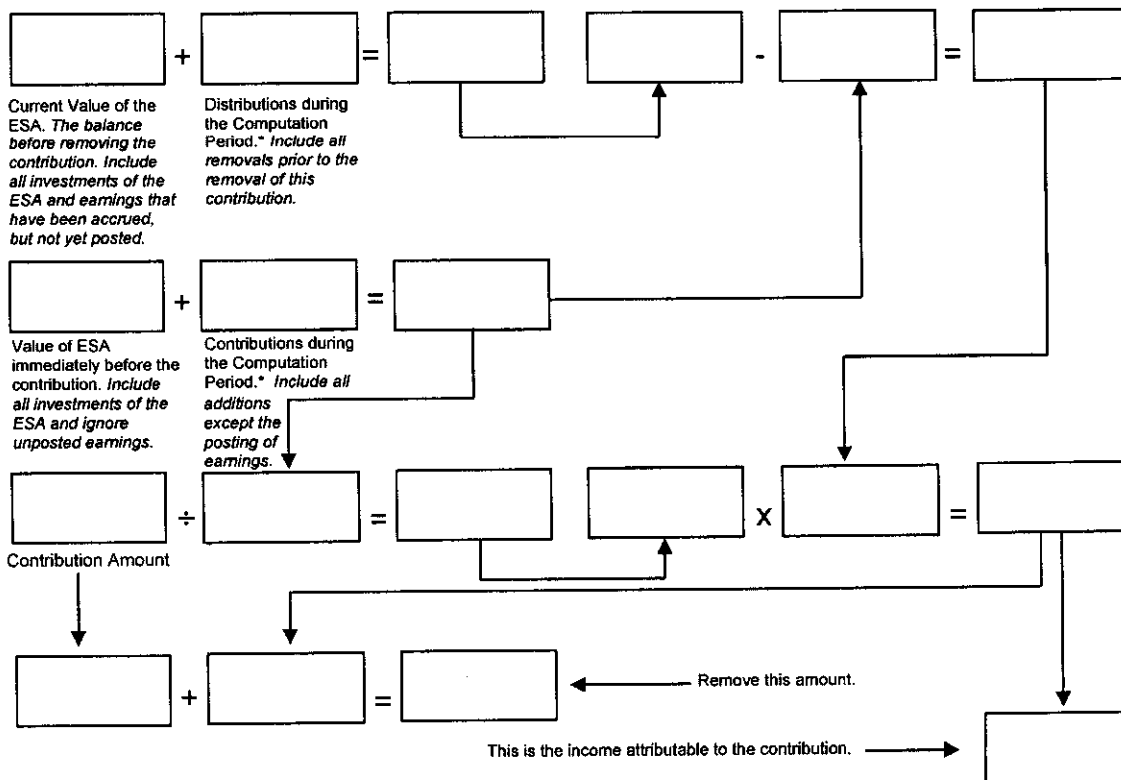 + = - =
Current Value of the
ESA. The balance
before removing the
contribution. Include
all investments of the
ESA and earnings that
have been accrued,
but not yet posted.
Distributions during
the Computation
Period.* Include all
removals prior to the
removal of this
contribution.
+ =
Value of ESA
immediately before the
contribution. Include
all investments of the
ESA and ignore
unposted earnings.
Contributions during
the Computation
Period.* Include all
additions
except the
posting of
earnings.
÷ = X =
Contribution Amount
+ =
Remove this amount.
This is the income attributable to the contribution.